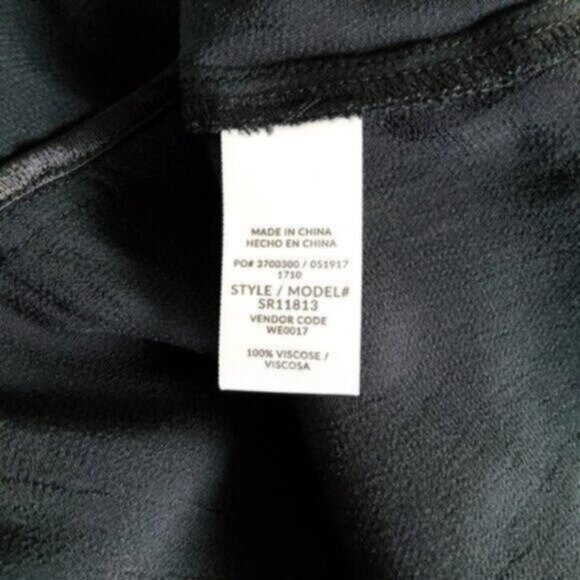 MADE IN CHINA
HECHO EN CHINA
PO# 3700300 / 051917
1710
STYLE / MODEL#
SR11813
VENDOR CODE
WE0017
100% VISCOSE /
VISCOSA